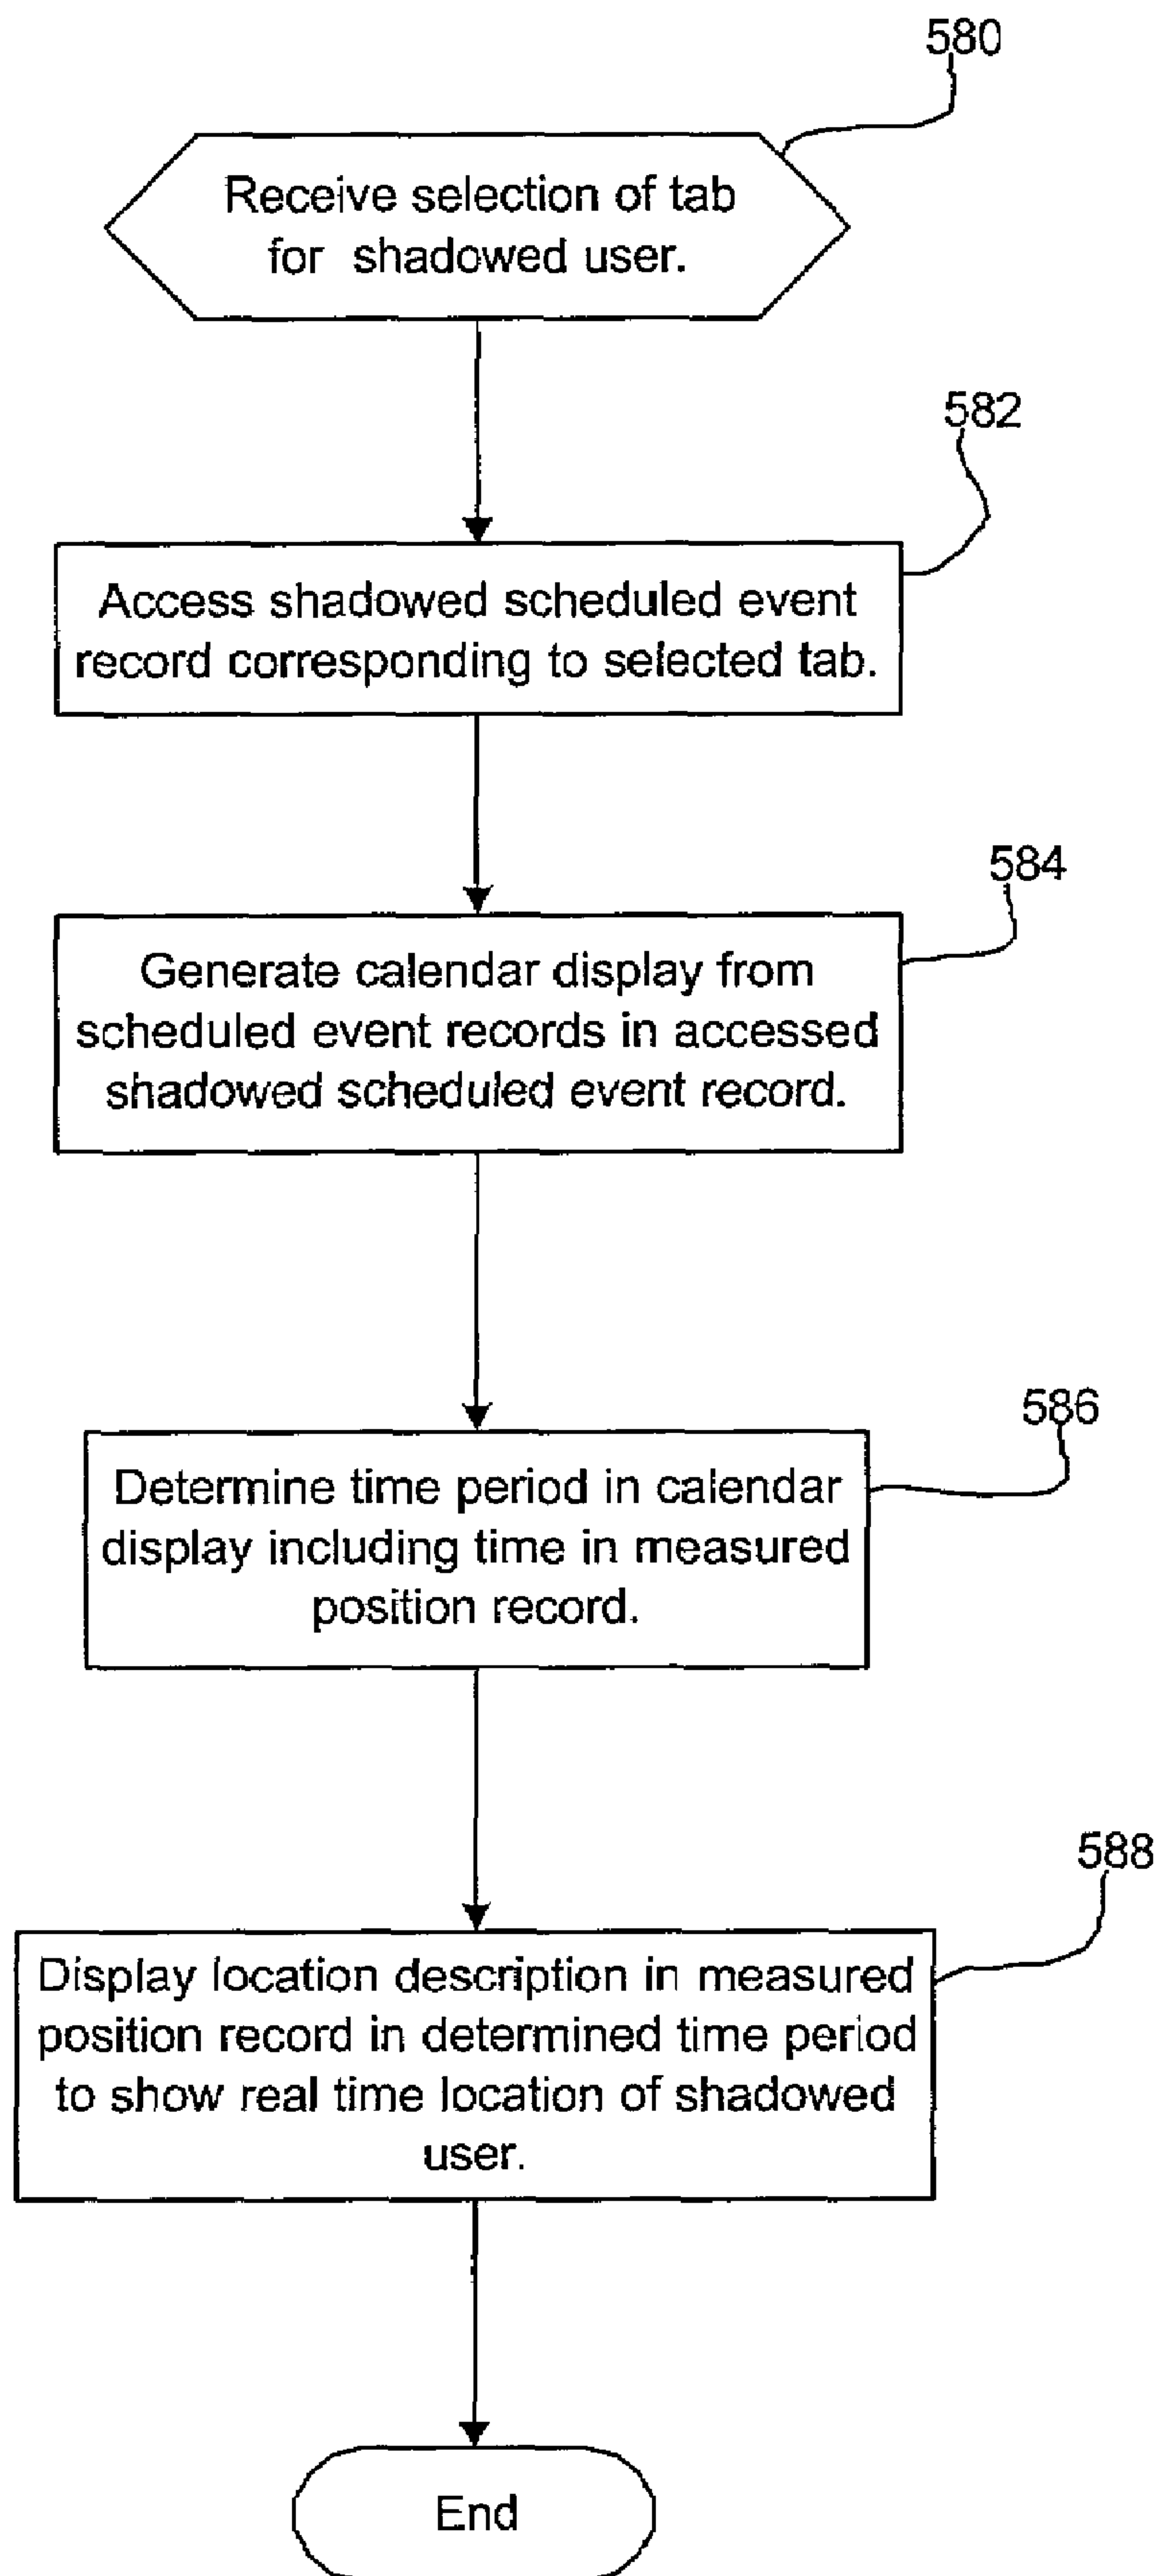 580
Receive selection of tab
for shadowed user.
582
Access shadowed scheduled event
record corresponding to selected tab.
584
Generate calendar display from
scheduled event records in accessed
shadowed scheduled event record.
586
Determine time period in calendar
display including time in measured
position record.
588
Display location description in measured
position record in determined time period
to show real time location of shadowed
user.
End